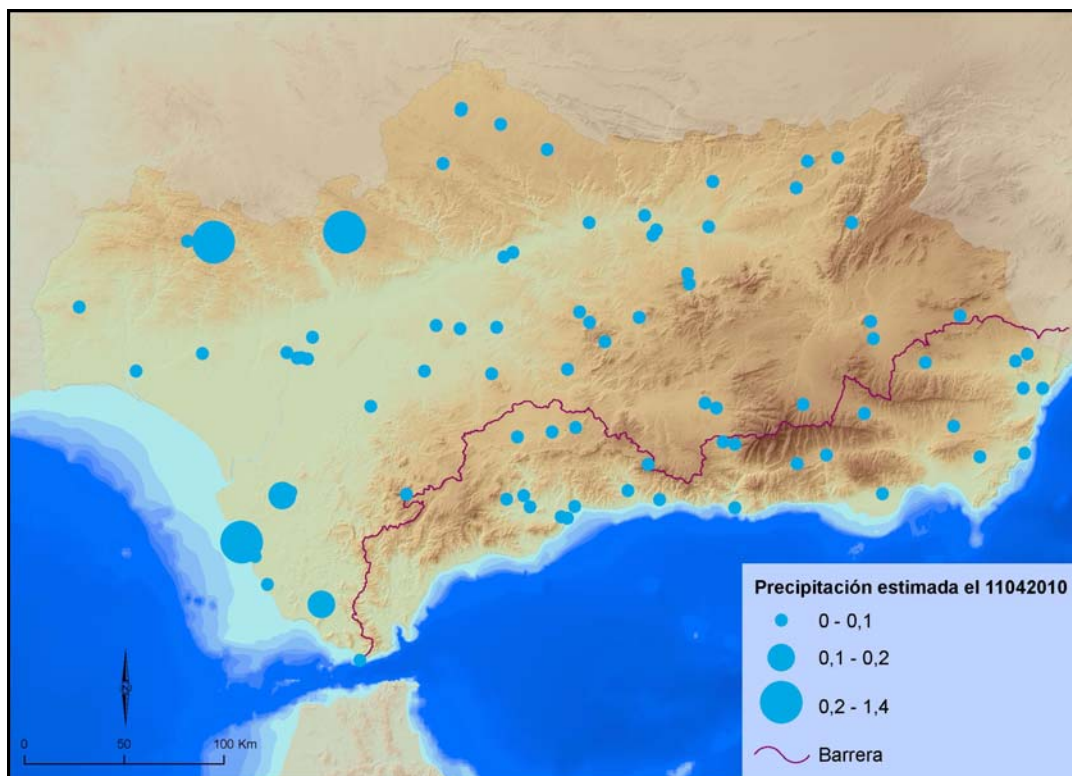 Precipitación estimada el 11042010
0 - 0,1
0,1 - 0,2
0,2 - 1,4
Barrera
0 50 100 Km